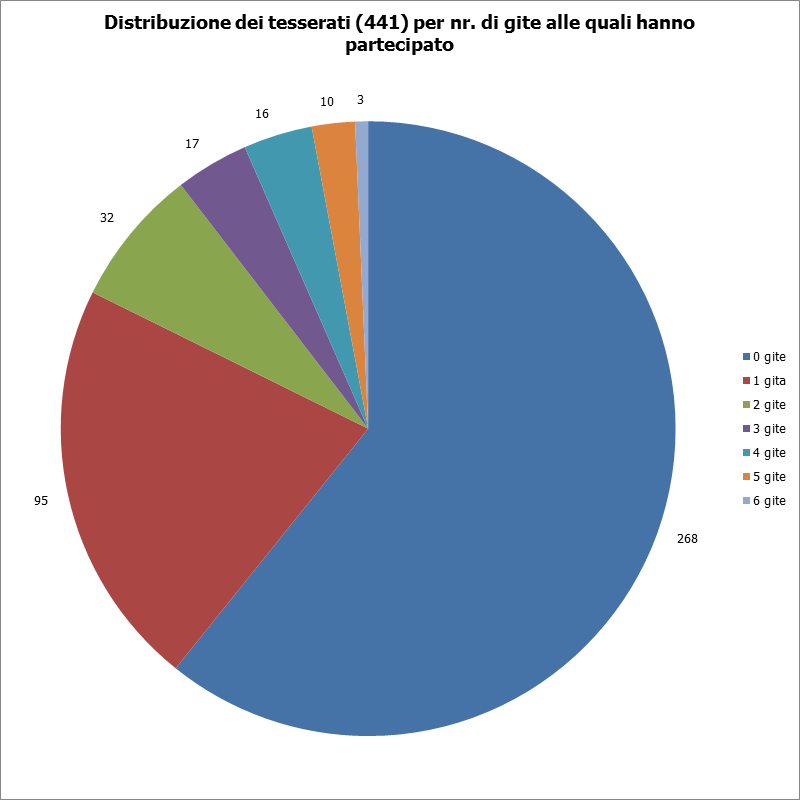 Distribuzione dei tesserati (441) per nr. di gite alle quali hanno
partecipato
3
10
16
17
32
95
268
0 gite
1 gita
2 gite
3 gite
4 gite
5 gite
6 gite